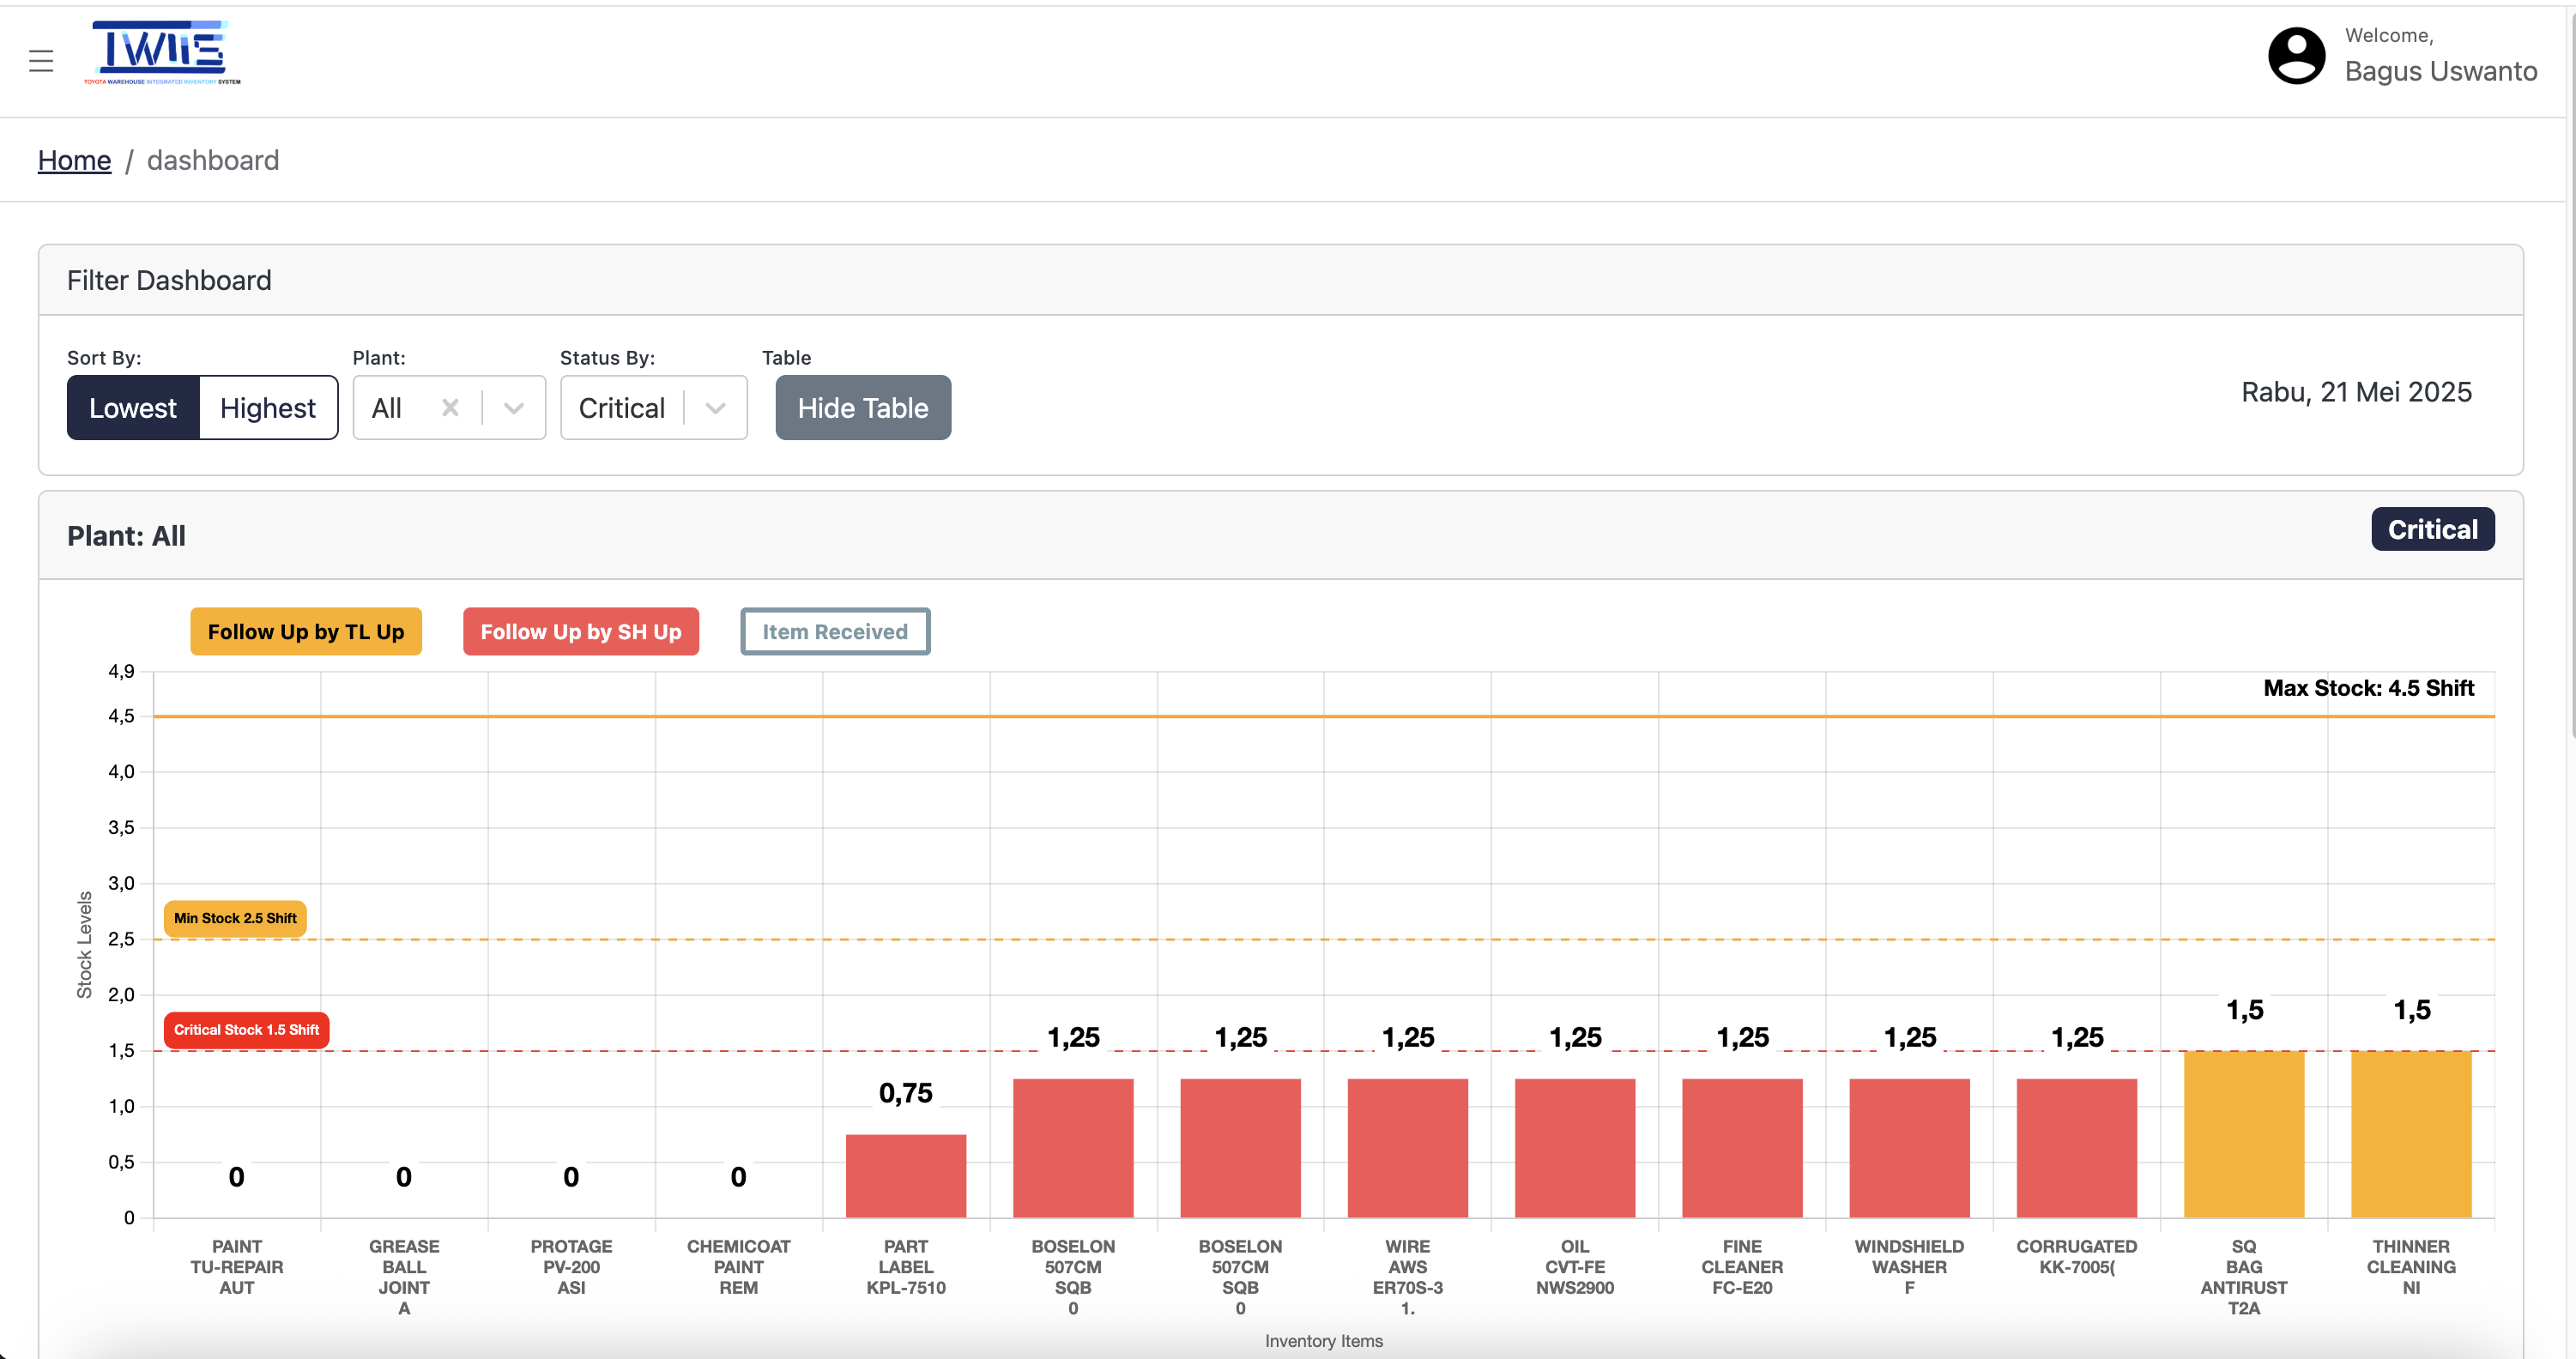 TWIIS
TOYOTA WAREHOUSE INTEGRATED INVENTORY SYSTEM
Welcome,
Bagus Uswanto
Home / dashboard
Filter Dashboard
Sort By:
Plant:
Status By:
Table
Lowest
Highest
All
Critical
Hide Table
Rabu, 21 Mei 2025
Plant: All
Critical
Follow Up by TL Up
Follow Up by SH Up
Item Received
Max Stock: 4.5 Shift
4,9
4,5
4,0
3,5
3,0
2,5
2,0
1,5
1,0
0,5
0
Stock Levels
Min Stock 2.5 Shift
Critical Stock 1.5 Shift
0
0
0
0
0,75
1,25
1,25
1,25
1,25
1,25
1,25
1,25
1,5
1,5
PAINT
TU-REPAIR
AUT
GREASE
BALL
JOINT
A
PROTAGE
PV-200
ASI
CHEMICOAT
PAINT
REM
PART
LABEL
KPL-7510
BOSELON
507CM
SQB
0
BOSELON
507CM
SQB
0
WIRE
AWS
ER70S-3
1.
OIL
CVT-FE
NWS2900
FINE
CLEANER
FC-E20
WINDSHIELD
WASHER
F
CORRUGATED
KK-7005(
SQ
BAG
ANTIRUST
T2A
THINNER
CLEANING
NI
Inventory Items